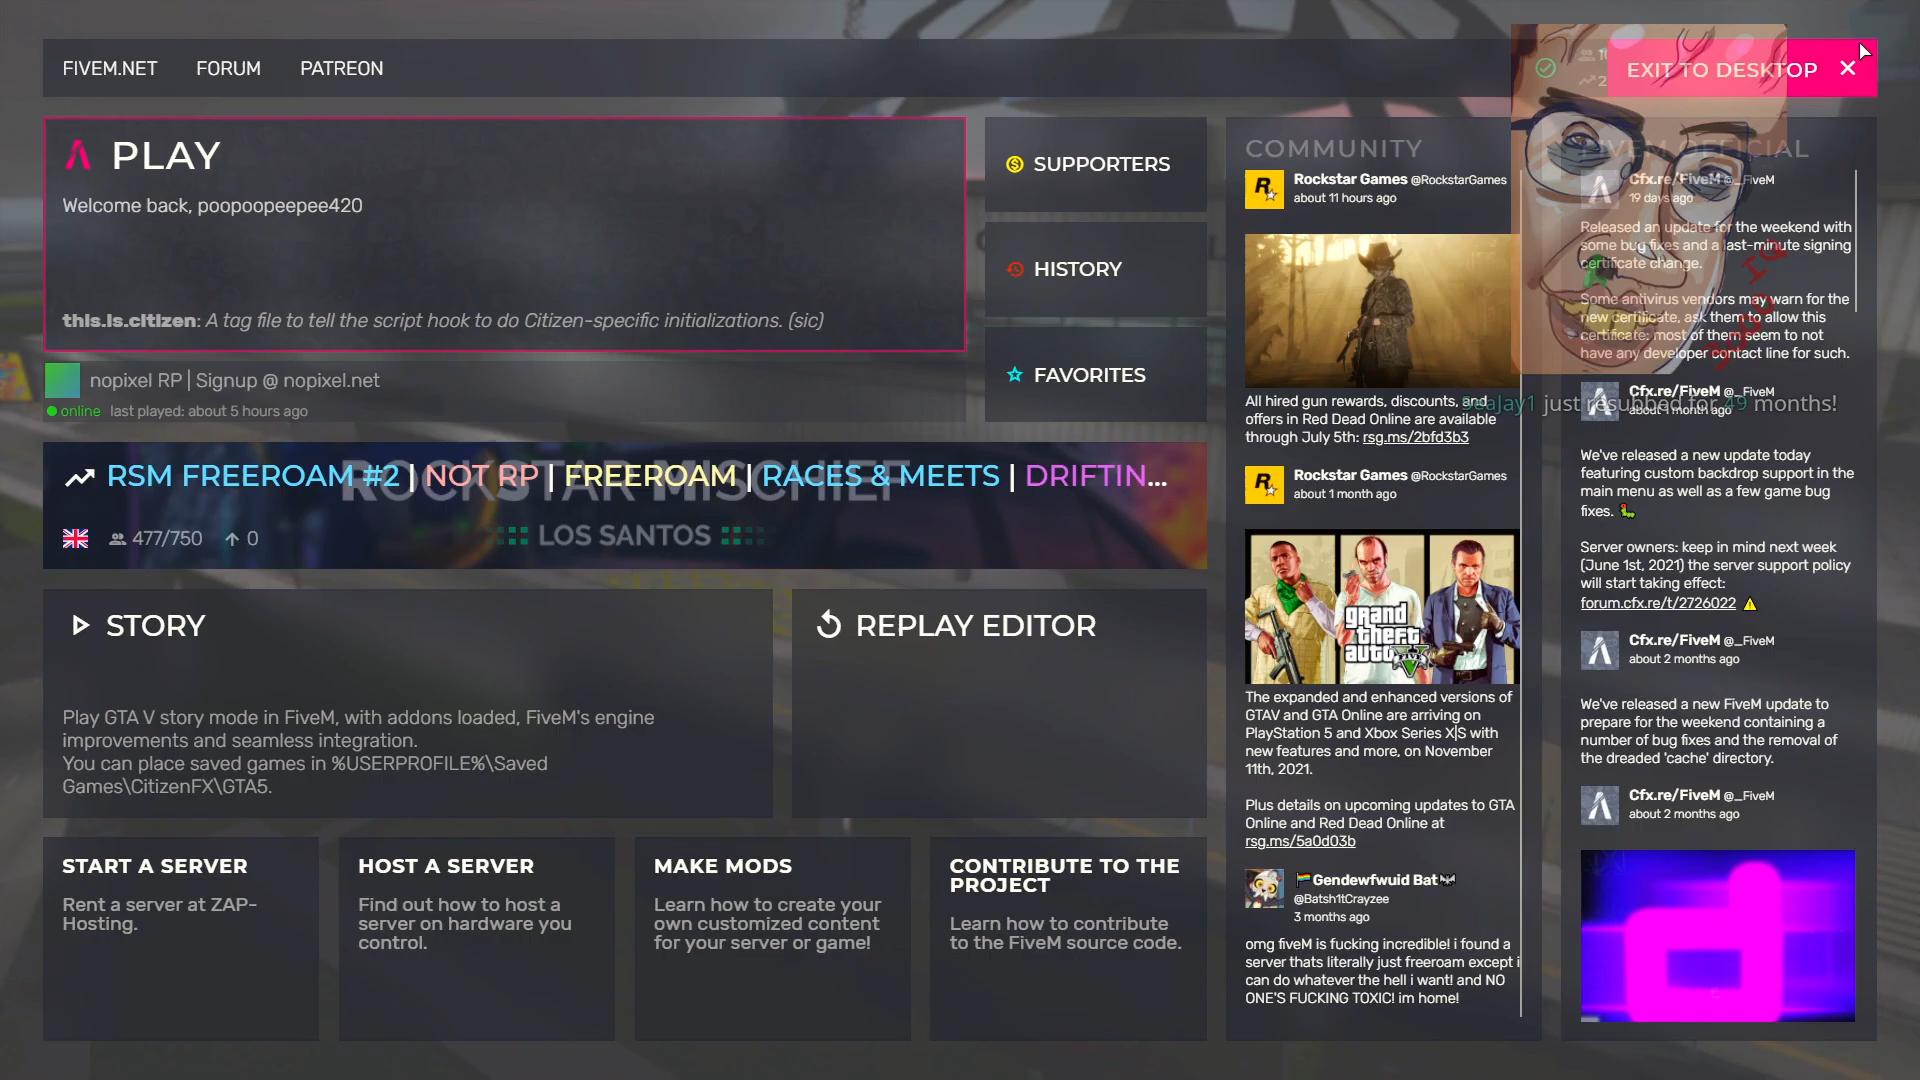 FIVEM.NET FORUM PATREON
EXIT TO DESKTOP
PLAY
Welcome back, poopoopeepee420
this.is.citizen: A tag file to tell the script hook to do Citizen-specific initializations. (sic)
nopixel RP | Signup @ nopixel.net
online last played: about 5 hours ago
SUPPORTERS
HISTORY
FAVORITES
RSM FREEROAM #2 | NOT RP | FREEROAM | RACES & MEETS | DRIFTIN...
ROCKSTAR MISCHIEF
LOS SANTOS
477/750 0
STORY
Play GTA V story mode in FiveM, with addons loaded, FiveM's engine
improvements and seamless integration.
You can place saved games in %USERPROFILE%\Saved
Games\CitizenFX\GTA5.
REPLAY EDITOR
START A SERVER
Rent a server at ZAP-
Hosting.
HOST A SERVER
Find out how to host a
server on hardware you
control.
MAKE MODS
Learn how to create your
own customized content
for your server or game!
CONTRIBUTE TO THE
PROJECT
Learn how to contribute
to the FiveM source code.
COMMUNITY
Rockstar Games @RockstarGames
about 11 hours ago
All hired gun rewards, discounts, and
offers in Red Dead Online are available
through July 5th: rsg.ms/2bfd3b3
Rockstar Games @RockstarGames
about 1 month ago
grand
theft
auto
FIVE
The expanded and enhanced versions of
GTAV and GTA Online are arriving on
PlayStation 5 and Xbox Series X|S with
new features and more, on November
11th, 2021.
Plus details on upcoming updates to GTA
Online and Red Dead Online at
rsg.ms/5a0d03b
Gendewfwuid Bat
@Batsh1tCrayzee
3 months ago
omg fiveM is fucking incredible! i found a
server thats literally just freeroam except i
can do whatever the hell i want! and NO
ONE'S FUCKING TOXIC! im home!
FIVEM OFFICIAL
Cfx.re/FiveM @_FiveM
19 days ago
Released an update for the weekend with
some bug fixes and a last-minute signing
certificate change.
Some antivirus vendors may warn for the
new certificate, ask them to allow this
certificate: most of them seem to not
have any developer contact line for such.
IQ
Cfx.re/FiveM @_FiveM
about 1 month ago
SeaJay1 just resubbed for 49 months!
We've released a new update today
featuring custom backdrop support in the
main menu as well as a few game bug
fixes.
Server owners: keep in mind next week
(June 1st, 2021) the server support policy
will start taking effect:
forum.cfx.re/t/2726022
Cfx.re/FiveM @_FiveM
about 2 months ago
We've released a new FiveM update to
prepare for the weekend containing a
number of bug fixes and the removal of
the dreaded 'cache' directory.
Cfx.re/FiveM @_FiveM
about 2 months ago